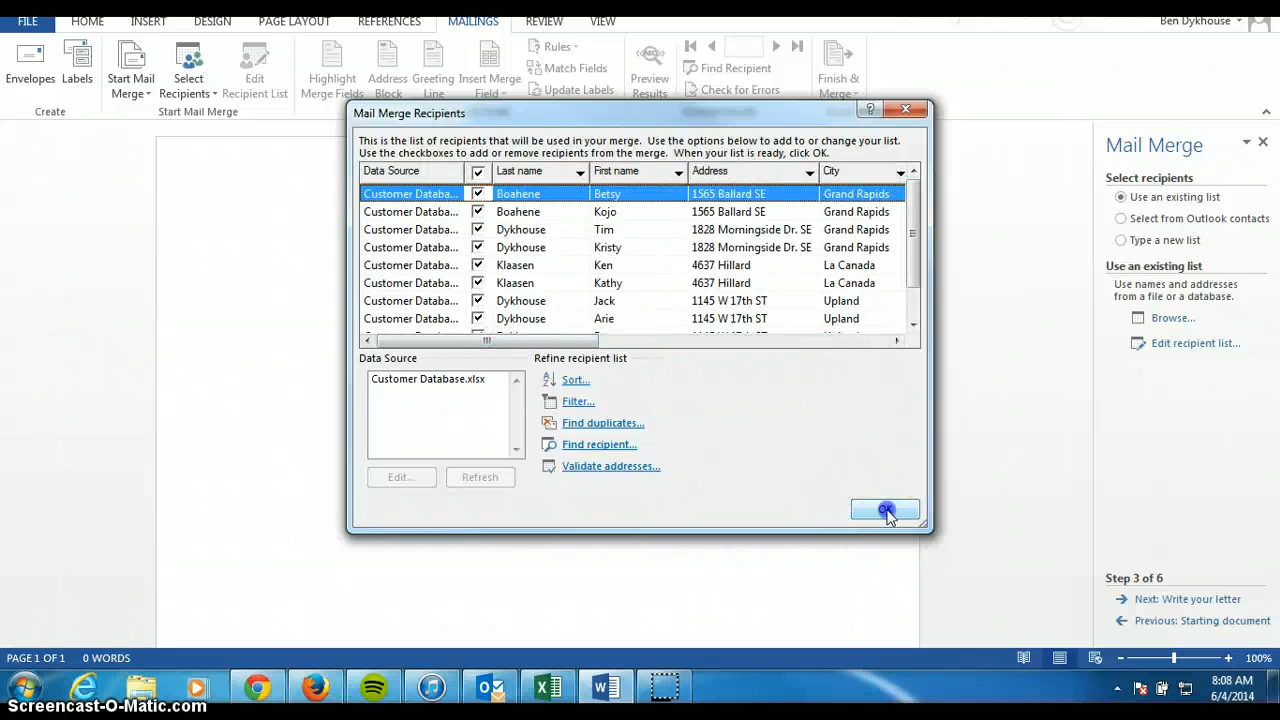 FILE HOME INSERT DESIGN PAGE LAYOUT REFERENCES MAILINGS REVIEW VIEW Ben Dykhouse
Envelopes Labels
Create
Start Mail Merge Select Recipients Edit Recipient List
Start Mail Merge
Highlight Merge Fields Address Block Greeting Line Insert Merge Field
Rules
Match Fields
Update Labels
Preview Results
Find Recipient
Check for Errors
Finish & Merge
Mail Merge Recipients
This is the list of recipients that will be used in your merge. Use the options below to add to or change your list.
Use the checkboxes to add or remove recipients from the merge. When your list is ready, click OK.
Data Source Last name First name Address City
Customer Databa... Boahene Betsy 1565 Ballard SE Grand Rapids
Customer Databa... Boahene Kojo 1565 Ballard SE Grand Rapids
Customer Databa... Dykhouse Tim 1828 Morningside Dr. SE Grand Rapids
Customer Databa... Dykhouse Kristy 1828 Morningside Dr. SE Grand Rapids
Customer Databa... Klaasen Ken 4637 Hillard La Canada
Customer Databa... Klaasen Kathy 4637 Hillard La Canada
Customer Databa... Dykhouse Jack 1145 W 17th ST Upland
Customer Databa... Dykhouse Arie 1145 W 17th ST Upland
Data Source
Customer Database.xlsx
Edit... Refresh
Refine recipient list
Sort...
Filter...
Find duplicates...
Find recipient...
Validate addresses...
OK
Mail Merge
Select recipients
Use an existing list
Select from Outlook contacts
Type a new list
Use an existing list
Use names and addresses
from a file or a database.
Browse...
Edit recipient list...
Step 3 of 6
Next: Write your letter
Previous: Starting document
PAGE 1 OF 1 0 WORDS 100%
8:08 AM
6/4/2014
Screencast-O-Matic.com